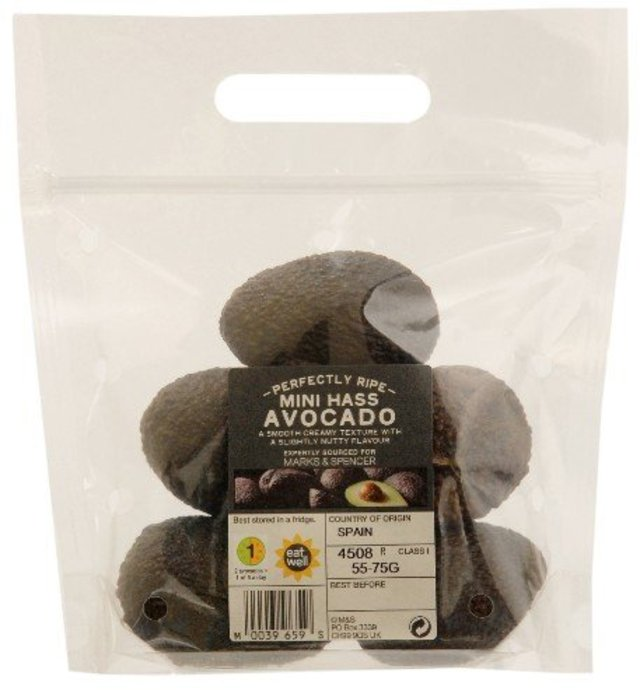 PERFECTLY RIPE
MINI HASS
AVOCADO
A SMOOTH CREAMY TEXTURE WITH
A SLIGHTLY NUTTY FLAVOUR
EXPERTLY SOURCED FOR
MARKS & SPENCER
Best stored in a fridge.
COUNTRY OF ORIGIN
SPAIN
1
eat
well
4508 R CLASS I
55-75G
BEST BEFORE
©M&S
PO Box 3339
CH99 9QS UK
M 0039 659 S